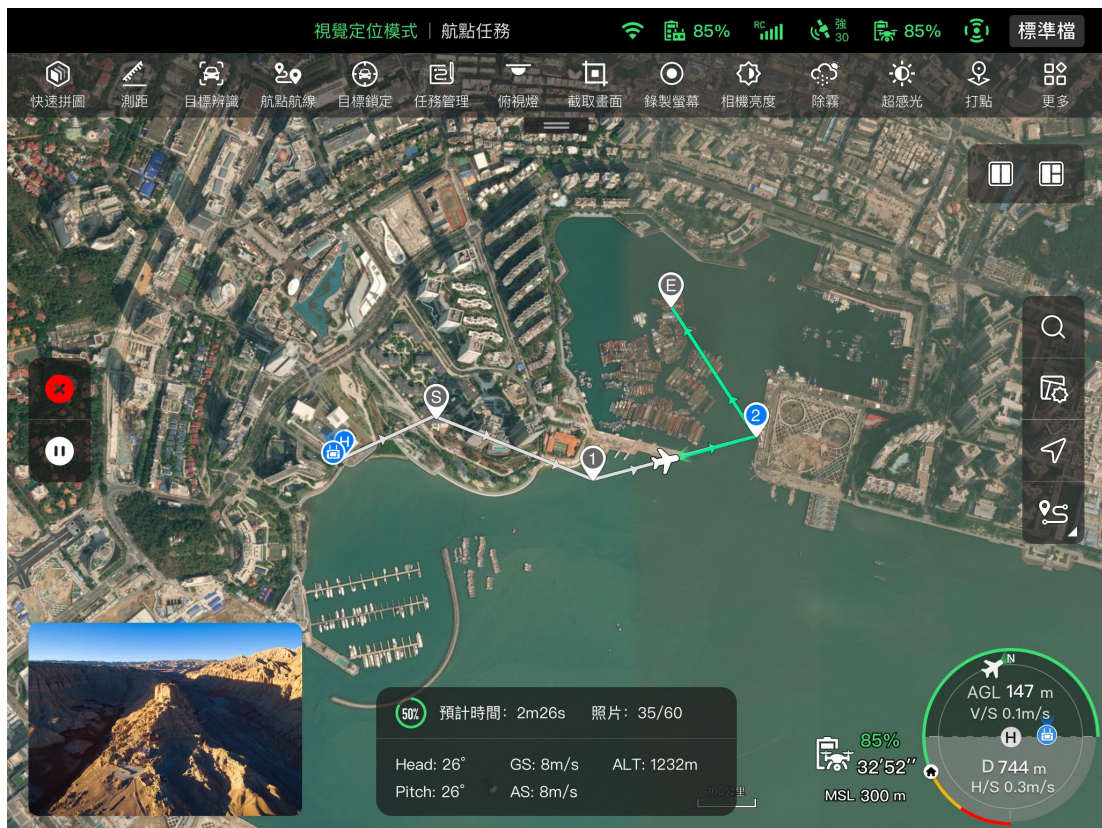 視覺定位模式 | 航點任務
85%
RC
強
30
85%
標準檔
快速拼圖 測距 目標辨識 航點航線 目標鎖定 任務管理 俯視燈 截取畫面 錄製螢幕 相機亮度 除霧 超感光 打點 更多
E
S
2
H
1
50% 預計時間：2m26s 照片：35/60
Head: 26° GS: 8m/s ALT: 1232m
Pitch: 26° AS: 8m/s
100公里
85%
32'52''
MSL 300 m
N
AGL 147 m
V/S 0.1m/s
H
D 744 m
H/S 0.3m/s